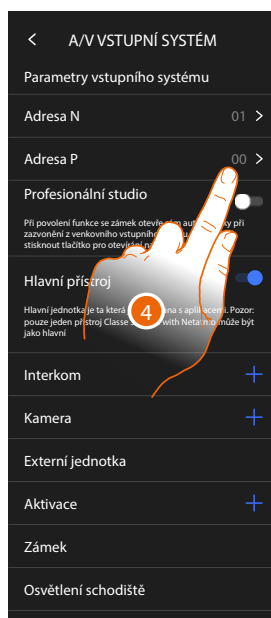 A/V VSTUPNÍ SYSTÉM
Parametry vstupního systému
Adresa N 01
Adresa P 00
Profesionální studio
Při povolení funkce se zámek otevře při
zazvonění z venkovního vstupního
stisknout tlačítko pro otevírání
Hlavní přístroj
Hlavní jednotka je ta která aplikacemi. Pozor:
pouze jeden přístroj Classe with Netatmo může být
jako hlavní
4
Interkom
Kamera
Externí jednotka
Aktivace
Zámek
Osvětlení schodiště